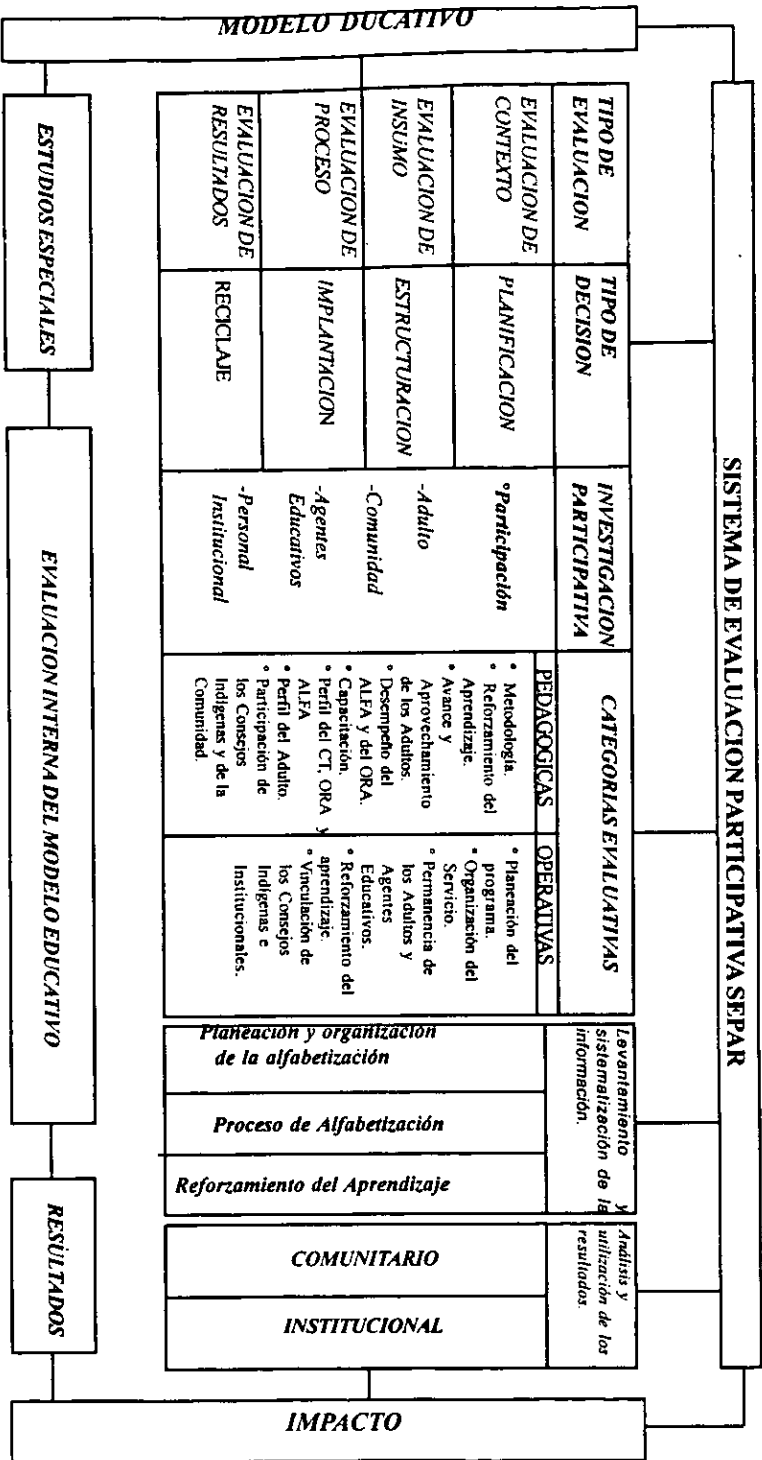 SISTEMA DE EVALUACION PARTICIPATIVA SEPAR
MODELO DUCATIVO
TIPO DE
EVALUACION
EVALUACION DE
CONTEXTO
EVALUACION DE
INSUMO
EVALUACION DE
PROCESO
EVALUACION DE
RESULTADOS
TIPO DE
DECISION
PLANIFICACION
ESTRUCTURACION
IMPLANTACION
RECICLAJE
INVESTIGACION
PARTICIPATIVA
°Participación
-Adulto
-Comunidad
-Agentes
Educativos
-Personal
Institucional
CATEGORIAS EVALUATIVAS
PEDAGOGICAS
° Metodología.
° Reforzamiento del
Aprendizaje.
° Avance y
Aprovechamiento
de los Adultos.
° Desempeño del
ALFA y del ORA.
° Capacitación.
° Perfil del CT, ORA y
ALFA
° Perfil del Adulto.
° Participación de
los Consejos
Indígenas y de la
Comunidad.
OPERATIVAS
° Planeación del
programa.
° Organización del
Servicio.
° Permanencia de
los Adultos y
Agentes
Educativos.
° Reforzamiento del
aprendizaje.
° Vinculación de
los Consejos
Indígenas e
Institucionales.
Levantamiento y
sistematización de la
información.
Planeación y organización
de la alfabetización
Proceso de Alfabetización
Reforzamiento del Aprendizaje
Análisis y
utilización de los
resultados.
COMUNITARIO
INSTITUCIONAL
IMPACTO
ESTUDIOS ESPECIALES
EVALUACION INTERNA DEL MODELO EDUCATIVO
RESULTADOS